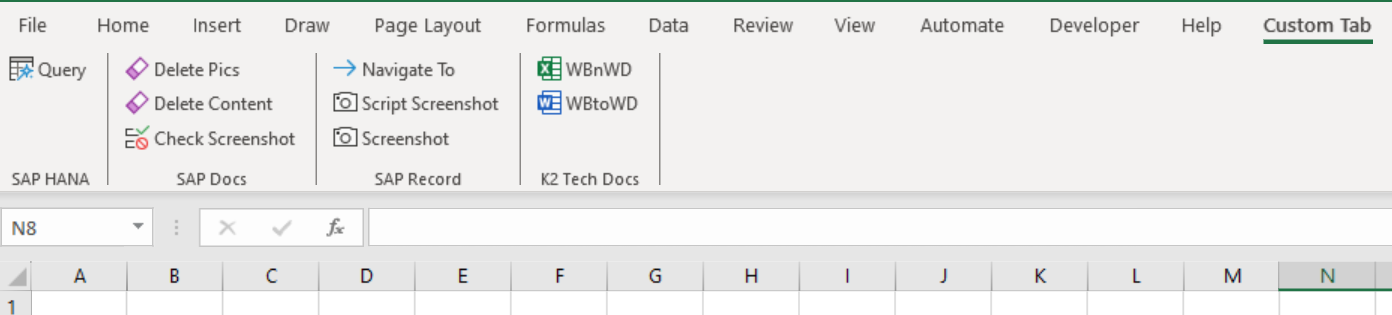 File Home Insert Draw Page Layout Formulas Data Review View Automate Developer Help Custom Tab
Query Delete Pics Navigate To WBnWD
Delete Content Script Screenshot WBtoWD
Check Screenshot Screenshot
SAP HANA SAP Docs SAP Record K2 Tech Docs
N8 fx
A B C D E F G H I J K L M N
1